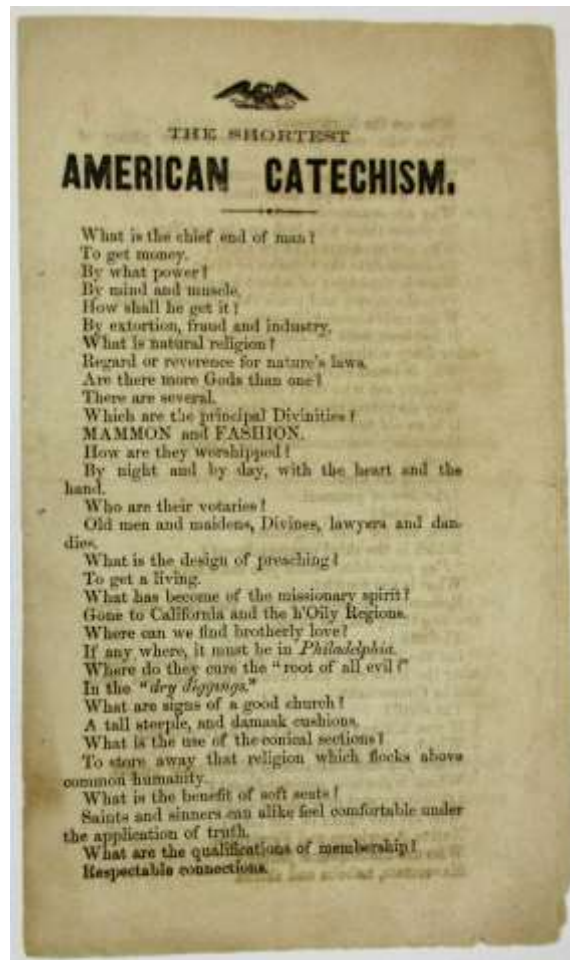 THE SHORTEST
AMERICAN CATECHISM.
What is the chief end of man?
To get money.
By what power?
By mind and muscle.
How shall he get it?
By extortion, fraud and industry.
What is natural religion?
Regard or reverence for nature's laws.
Are there more Gods than one?
There are several.
Which are the principal Divinities?
MAMMON and FASHION.
How are they worshipped?
By night and by day, with the heart and the
hand.
Who are their votaries?
Old men and maidens, Divines, lawyers and dan-
dies.
What is the design of preaching?
To get a living.
What has become of the missionary spirit?
Gone to California and the h'Oily Regions.
Where can we find brotherly love?
If any where, it must be in Philadelphia.
Where do they cure the "root of all evil?"
In the "dry diggings."
What are signs of a good church?
A tall steeple, and damask cushions.
What is the use of the conical sections?
To store away that religion which flocks above
common humanity.
What is the benefit of soft seats?
Saints and sinners can alike feel comfortable under
the application of truth.
What are the qualifications of membership?
Respectable connections.